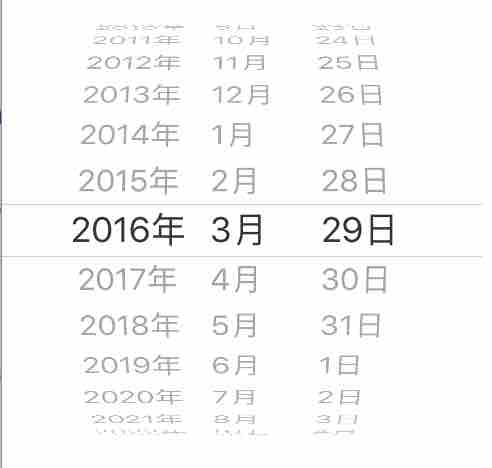 2011年 10月 24日
2012年 11月 25日
2013年 12月 26日
2014年 1月 27日
2015年 2月 28日
2016年 3月 29日
2017年 4月 30日
2018年 5月 31日
2019年 6月 1日
2020年 7月 2日
2021年 8月 3日